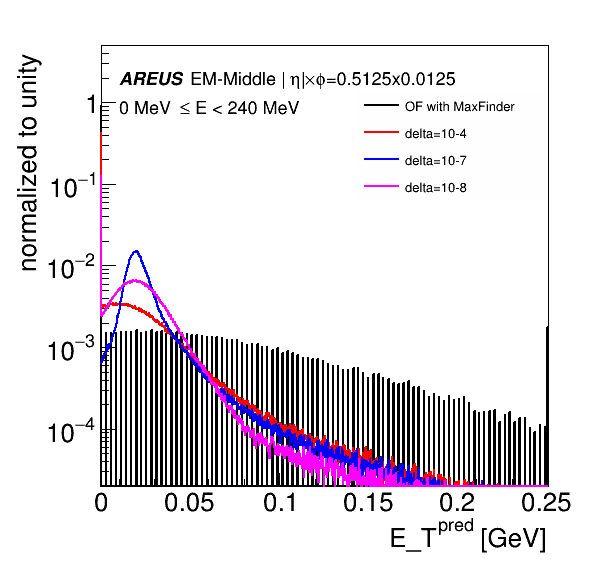 AREUS EM-Middle | η|×ϕ=0.5125x0.0125
0 MeV ≤ E < 240 MeV
OF with MaxFinder
delta=10-4
delta=10-7
delta=10-8
normalized to unity
1
10⁻¹
10⁻²
10⁻³
10⁻⁴
0 0.05 0.1 0.15 0.2 0.25
E_T^pred [GeV]